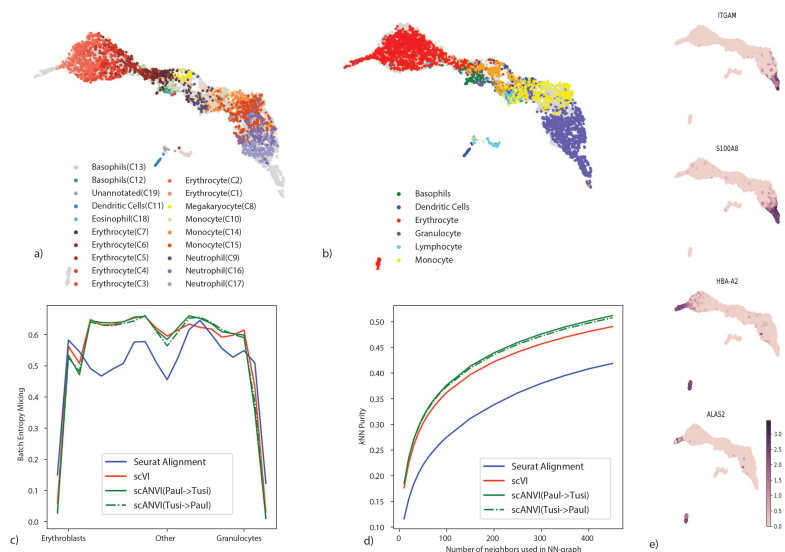 a)
Basophils(C13)
Basophils(C12)
Unannotated(C19)
Dendritic Cells(C11)
Eosinophil(C18)
Erythrocyte(C7)
Erythrocyte(C6)
Erythrocyte(C5)
Erythrocyte(C4)
Erythrocyte(C3)
Erythrocyte(C2)
Erythrocyte(C1)
Megakaryocyte(C8)
Monocyte(C10)
Monocyte(C14)
Monocyte(C15)
Neutrophil(C9)
Neutrophil(C16)
Neutrophil(C17)
b)
Basophils
Dendritic Cells
Erythrocyte
Granulocyte
Lymphocyte
Monocyte
c)
Batch Entropy Mixing
0.6
0.5
0.4
0.3
0.2
0.1
0.0
Seurat Alignment
scVI
scANVI(Paul->Tusi)
scANVI(Tusi->Paul)
Erythroblasts
Other
Granulocytes
d)
kNN Purity
0.50
0.45
0.40
0.35
0.30
0.25
0.20
0.15
0.10
Seurat Alignment
scVI
scANVI(Paul->Tusi)
scANVI(Tusi->Paul)
0
100
200
300
400
Number of neighbors used in NN-graph
e)
ITGAM
S100A8
HBA-A2
ALAS2
3.0
2.5
2.0
1.5
1.0
0.5
0.0